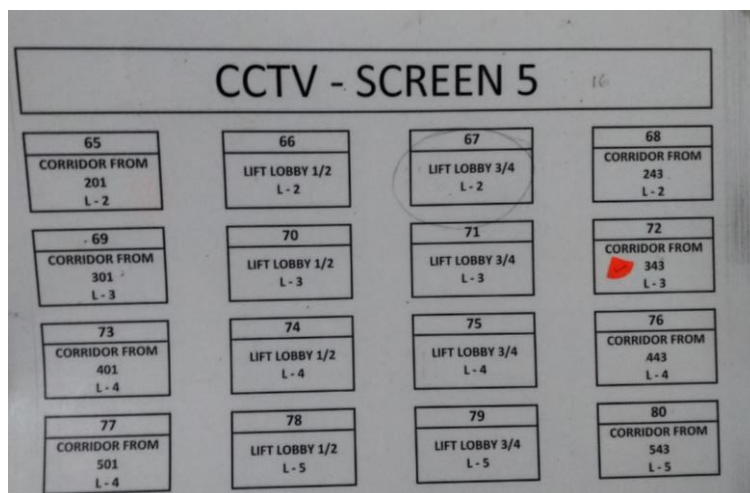 CCTV - SCREEN 5 16
65
CORRIDOR FROM
201
L - 2
66
LIFT LOBBY 1/2
L - 2
67
LIFT LOBBY 3/4
L - 2
68
CORRIDOR FROM
243
L - 2
69
CORRIDOR FROM
301
L - 3
70
LIFT LOBBY 1/2
L - 3
71
LIFT LOBBY 3/4
L - 3
72
CORRIDOR FROM
343
L - 3
73
CORRIDOR FROM
401
L - 4
74
LIFT LOBBY 1/2
L - 4
75
LIFT LOBBY 3/4
L - 4
76
CORRIDOR FROM
443
L - 4
77
CORRIDOR FROM
501
L - 4
78
LIFT LOBBY 1/2
L - 5
79
LIFT LOBBY 3/4
L - 5
80
CORRIDOR FROM
543
L - 5